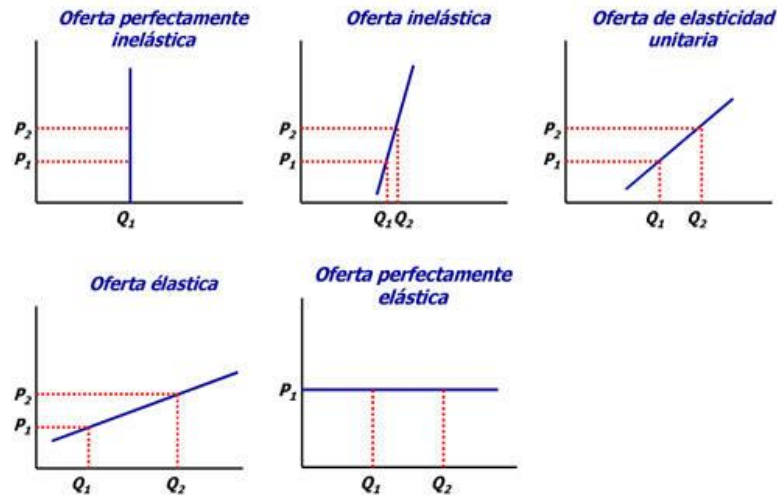 Oferta perfectamente
inelástica
P₂
P₁
Q₁
Oferta inelástica
P₂
P₁
Q₁ Q₂
Oferta de elasticidad
unitaria
P₂
P₁
Q₁ Q₂
Oferta élastica
P₂
P₁
Q₁ Q₂
Oferta perfectamente
elástica
P₁
Q₁ Q₂